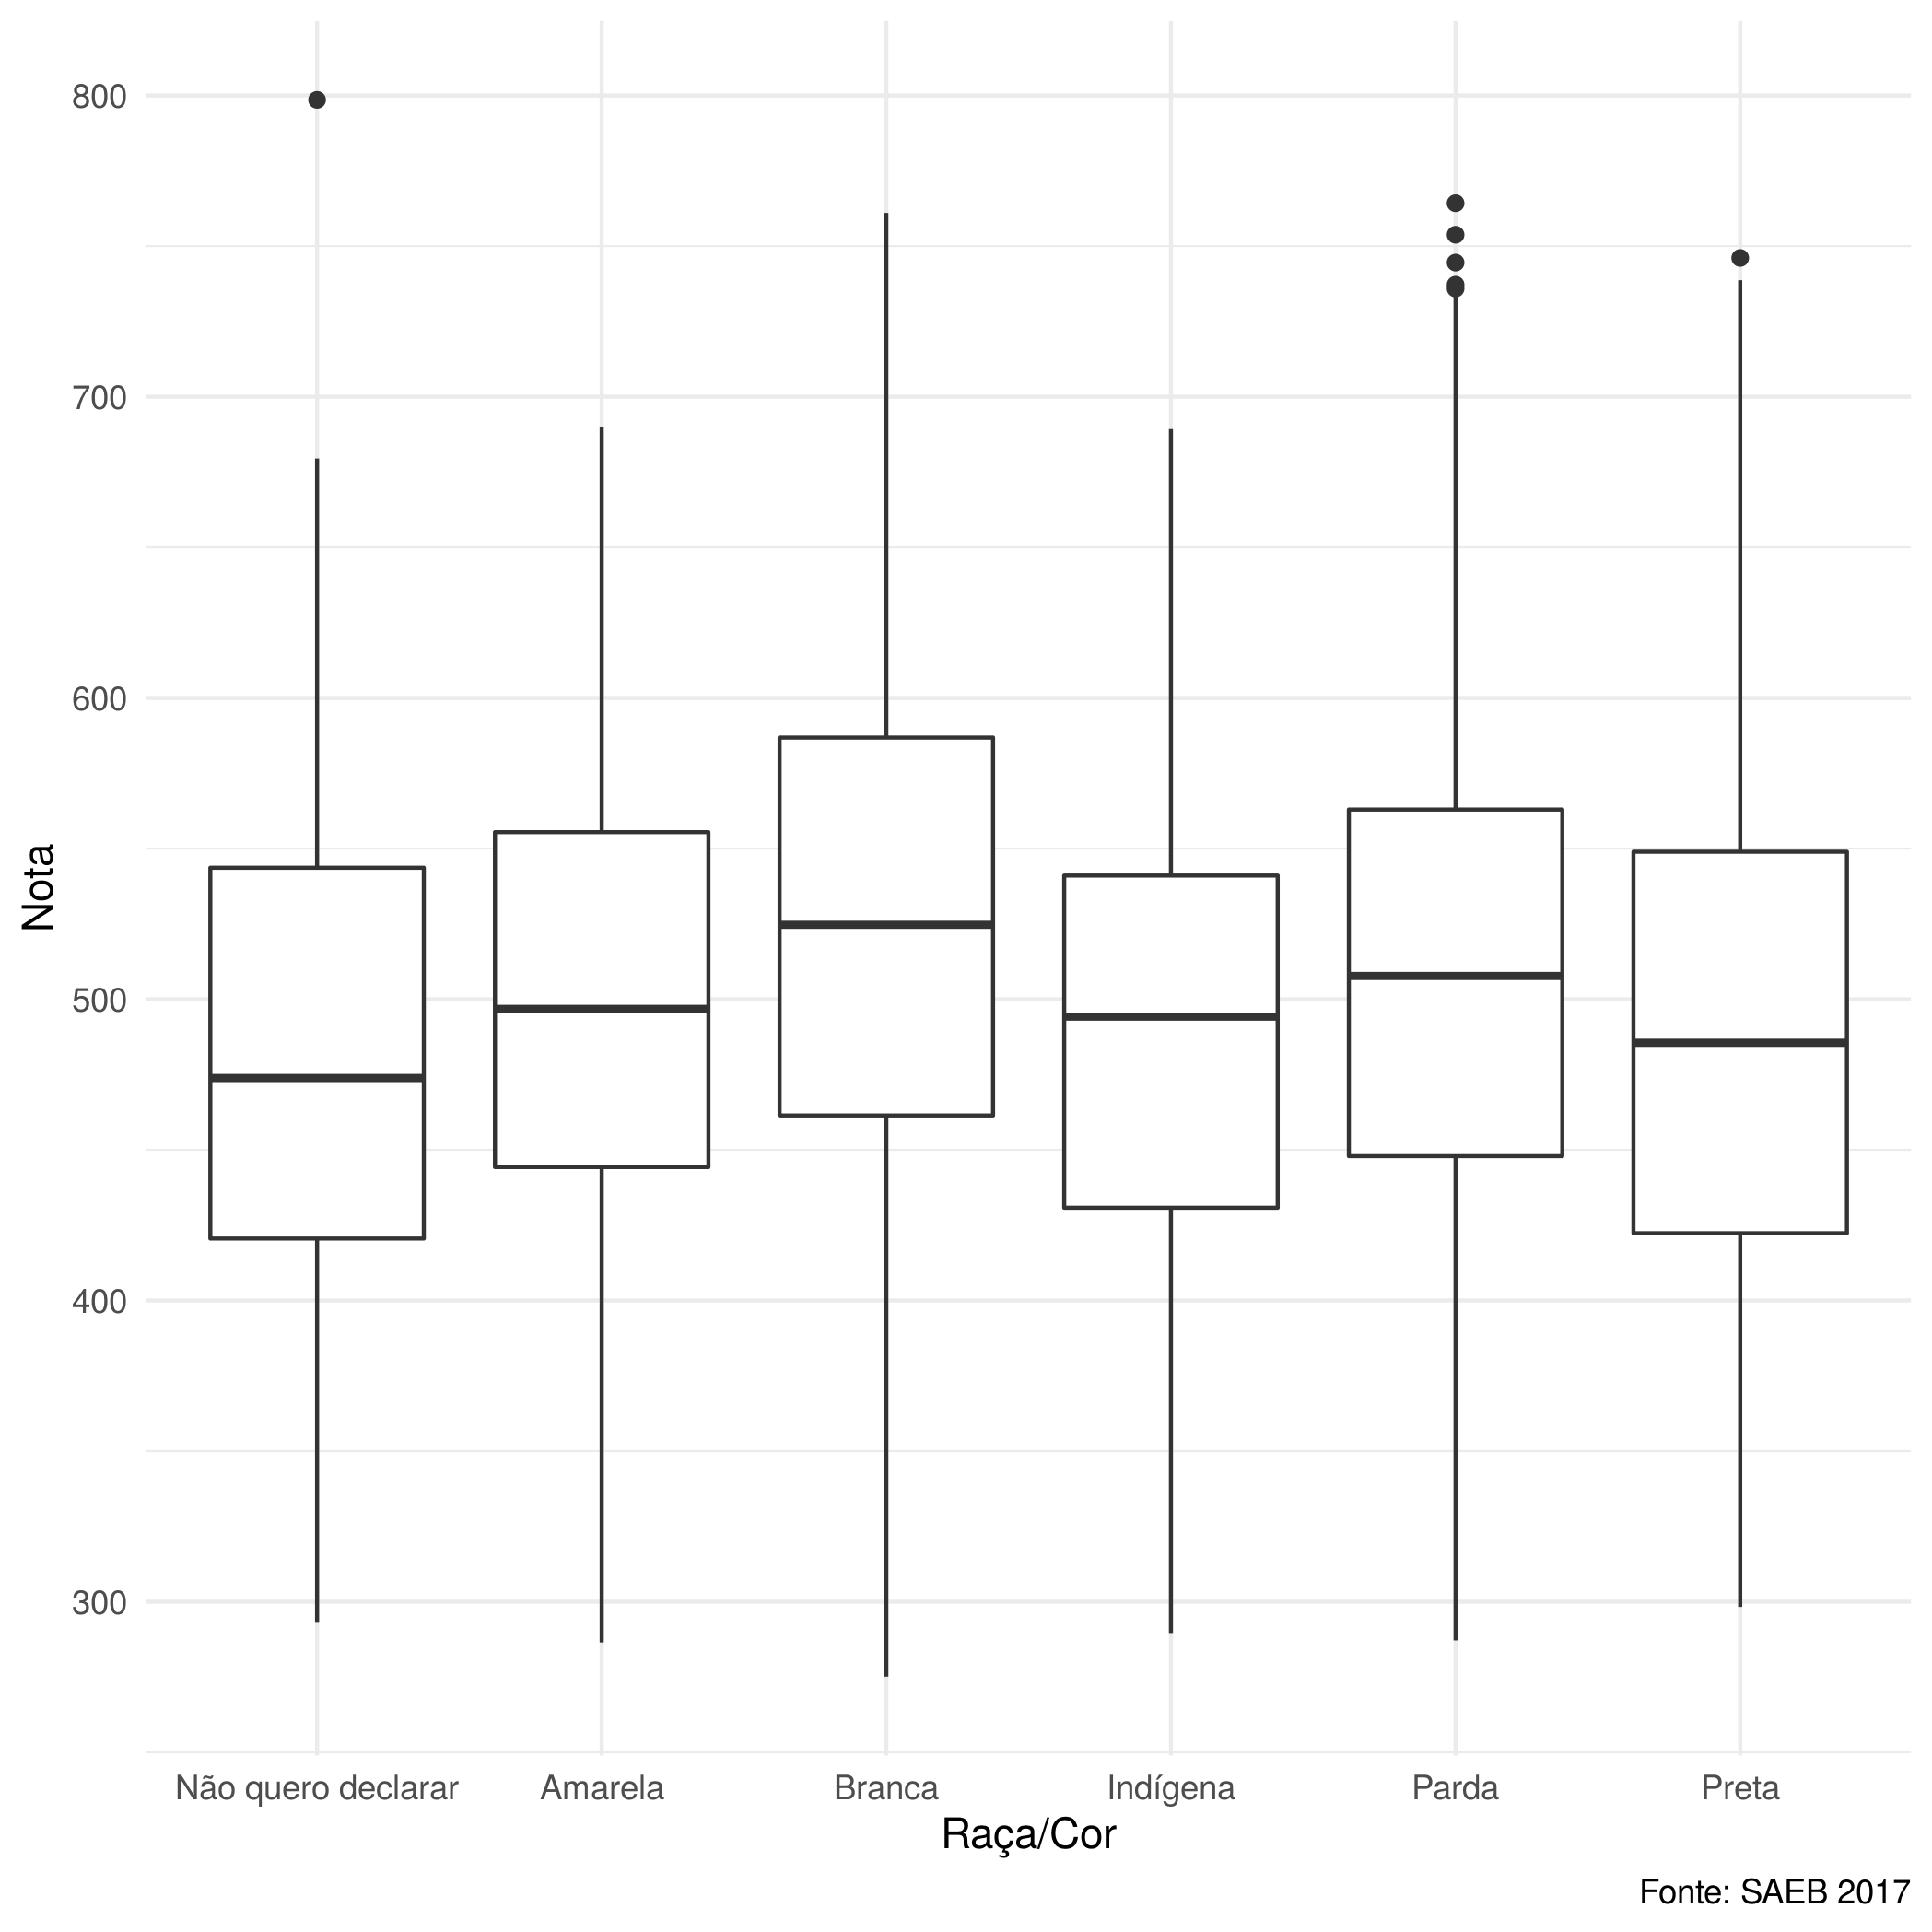 800
700
600
500
400
300
Nota
Não quero declarar Amarela Branca Indígena Parda Preta
Raça/Cor
Fonte: SAEB 2017